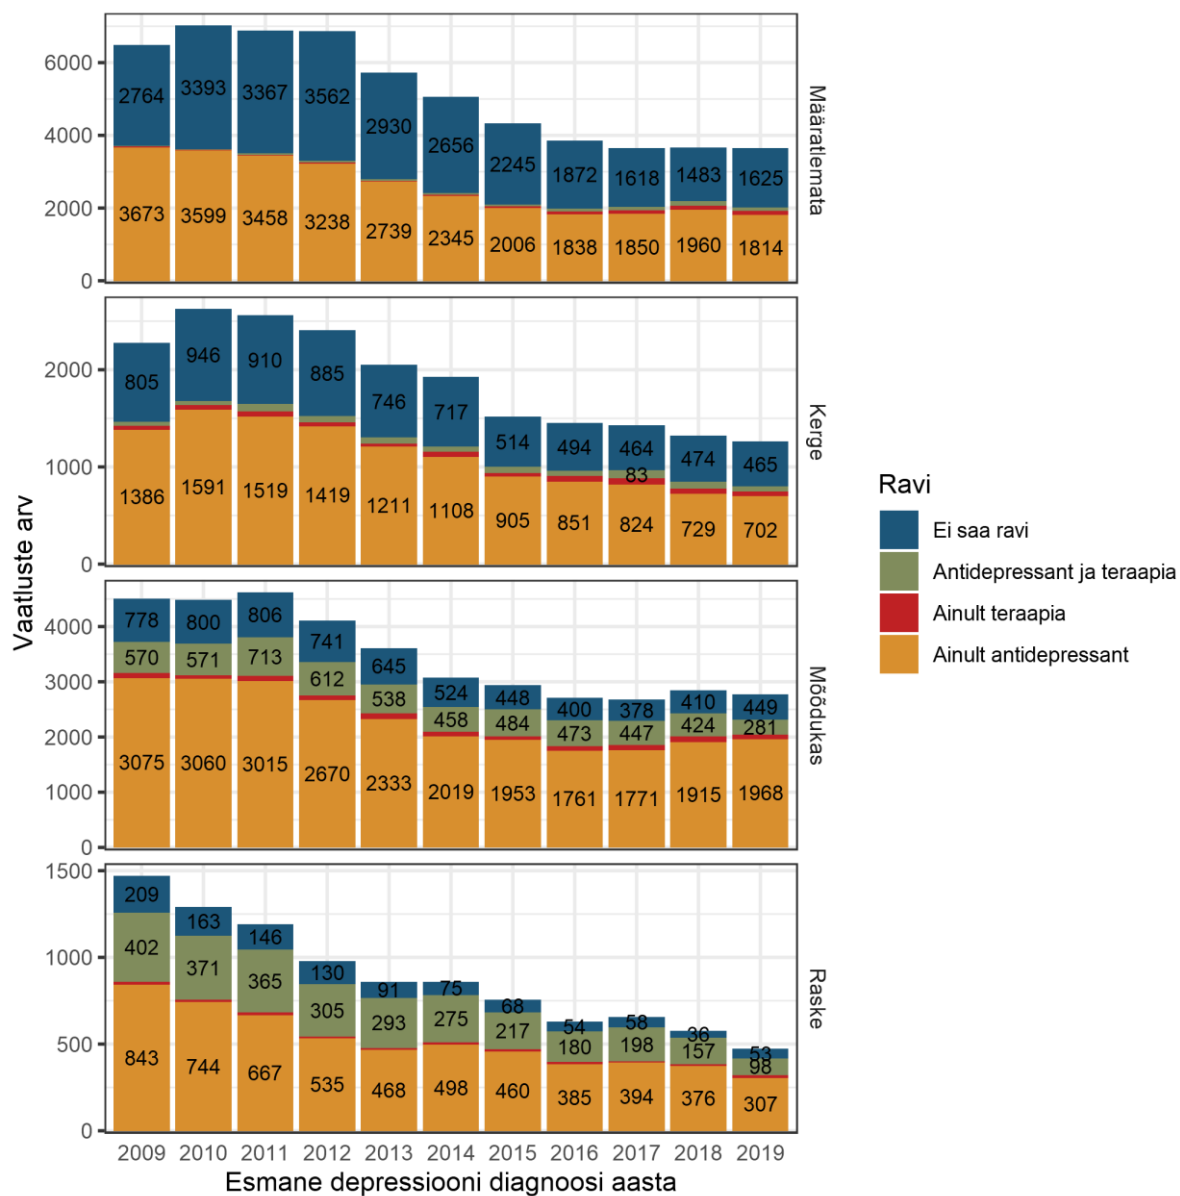 6000
4000
2000
0
2764 3393 3367 3562 2930 2656 2245 1872 1618 1483 1625
3673 3599 3458 3238 2739 2345 2006 1838 1850 1960 1814
Määratlemata
2000
1000
0
805 946 910 885 746 717 514 494 464 474 465
83
1386 1591 1519 1419 1211 1108 905 851 824 729 702
Kerge
4000
3000
2000
1000
0
778 800 806 741 645 524 448 400 378 410 449
570 571 713 612 538 458 484 473 447 424 281
3075 3060 3015 2670 2333 2019 1953 1761 1771 1915 1968
Mõõdukas
1500
1000
500
0
209 163 146 130 91 75 68 54 58 36 53
402 371 365 305 293 275 217 180 198 157 98
843 744 667 535 468 498 460 385 394 376 307
Raske
2009 2010 2011 2012 2013 2014 2015 2016 2017 2018 2019
Esmane depressiooni diagnoosi aasta
Vaatluste arv
Ravi
Ei saa ravi
Antidepressant ja teraapia
Ainult teraapia
Ainult antidepressant